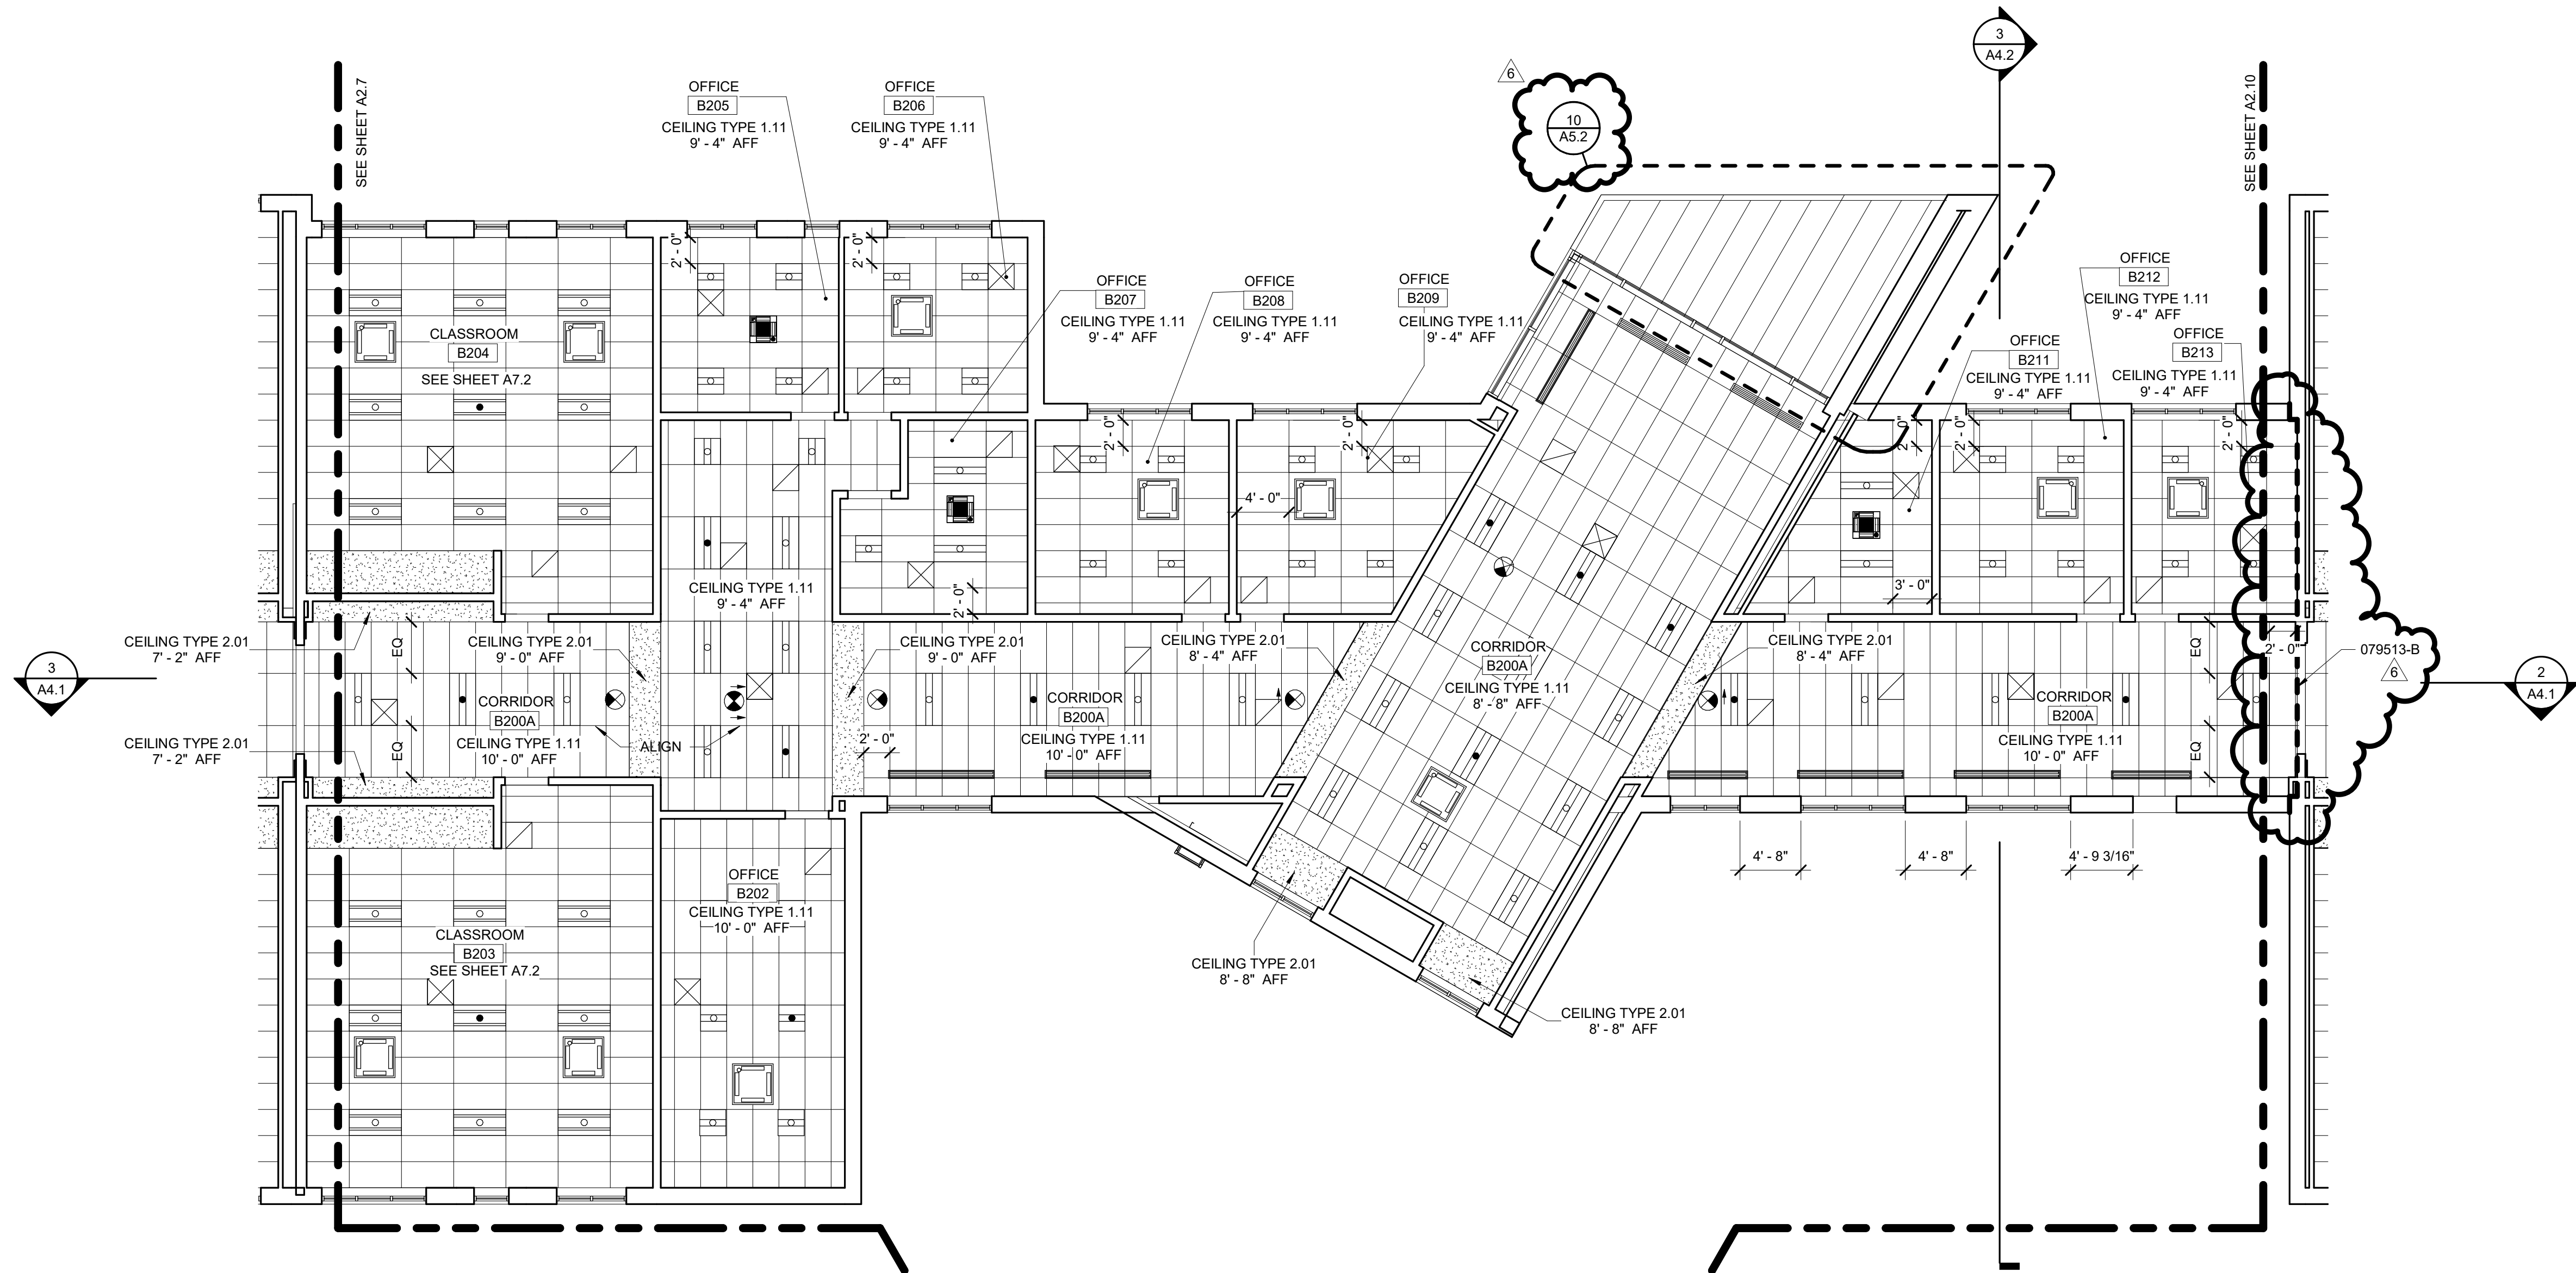 3
A4.2
6
10
A5.2
SEE SHEET A2.7
SEE SHEET A2.10
OFFICE
B205
CEILING TYPE 1.11
9' - 4" AFF
OFFICE
B206
CEILING TYPE 1.11
9' - 4" AFF
2' - 0"
2' - 0"
OFFICE
B207
CEILING TYPE 1.11
9' - 4" AFF
OFFICE
B208
CEILING TYPE 1.11
9' - 4" AFF
OFFICE
B209
CEILING TYPE 1.11
9' - 4" AFF
OFFICE
B212
CEILING TYPE 1.11
9' - 4" AFF
OFFICE
B213
CEILING TYPE 1.11
9' - 4" AFF
OFFICE
B211
CEILING TYPE 1.11
9' - 4" AFF
CLASSROOM
B204
SEE SHEET A7.2
2' - 0"
2' - 0"
2' - 0"
2' - 0"
2' - 0"
4' - 0"
3' - 0"
2' - 0"
CEILING TYPE 1.11
9' - 4" AFF
CEILING TYPE 2.01
7' - 2" AFF
EQ
CEILING TYPE 2.01
9' - 0" AFF
CEILING TYPE 2.01
9' - 0" AFF
CEILING TYPE 2.01
8' - 4" AFF
CORRIDOR
B200A
CEILING TYPE 1.11
8' - 8" AFF
CEILING TYPE 2.01
8' - 4" AFF
EQ
2' - 0"
079513-B
6
3
A4.1
2
A4.1
CORRIDOR
B200A
CEILING TYPE 1.11
10' - 0" AFF
ALIGN
EQ
CEILING TYPE 2.01
7' - 2" AFF
2' - 0"
CORRIDOR
B200A
CEILING TYPE 1.11
10' - 0" AFF
CORRIDOR
B200A
CEILING TYPE 1.11
10' - 0" AFF
EQ
4' - 8"
4' - 8"
4' - 9 3/16"
OFFICE
B202
CEILING TYPE 1.11
10' - 0" AFF
CLASSROOM
B203
SEE SHEET A7.2
CEILING TYPE 2.01
8' - 8" AFF
CEILING TYPE 2.01
8' - 8" AFF